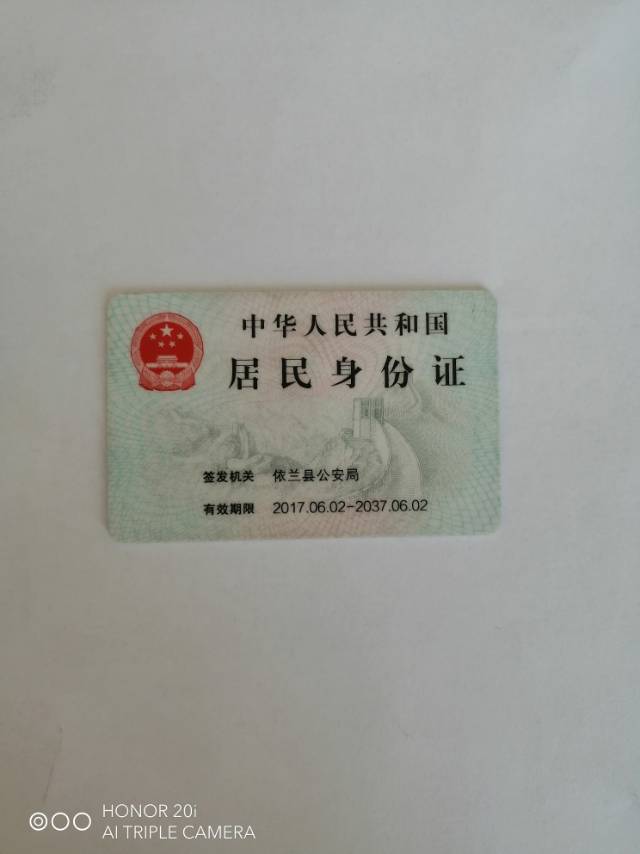 中华人民共和国
居民身份证
签发机关 依兰县公安局
有效期限 2017.06.02-2037.06.02
HONOR 20i
AI TRIPLE CAMERA